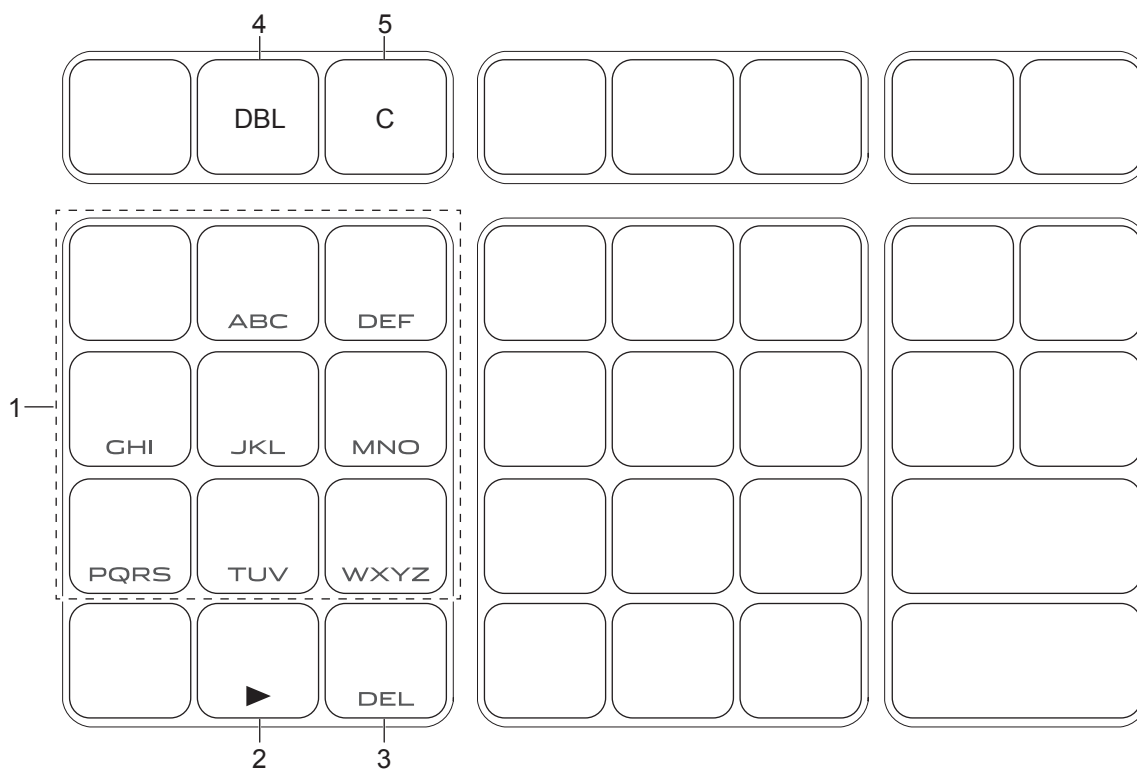 4 5
DBL C
ABC DEF
1
GHI JKL MNO
PQRS TUV WXYZ
▶ DEL
2 3